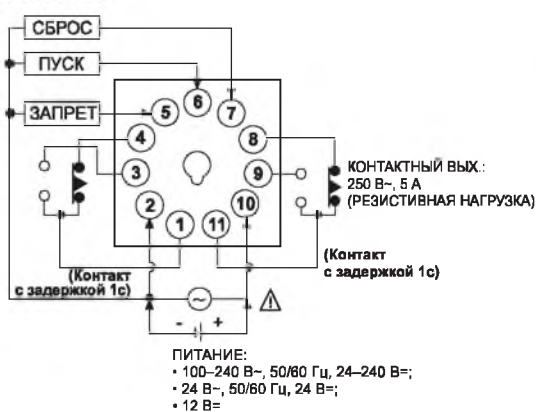 СБРОС
ПУСК
ЗАПРЕТ
6
5
7
4
8
3
9
2
10
1
11
КОНТАКТНЫЙ ВЫХ.:
250 В~, 5 А
(РЕЗИСТИВНАЯ НАГРУЗКА)
(Контакт
с задержкой 1с)
(Контакт
с задержкой 1с)
~
- +
ПИТАНИЕ:
• 100–240 В~, 50/60 Гц, 24–240 В=;
• 24 В~, 50/60 Гц, 24 В=;
• 12 В=